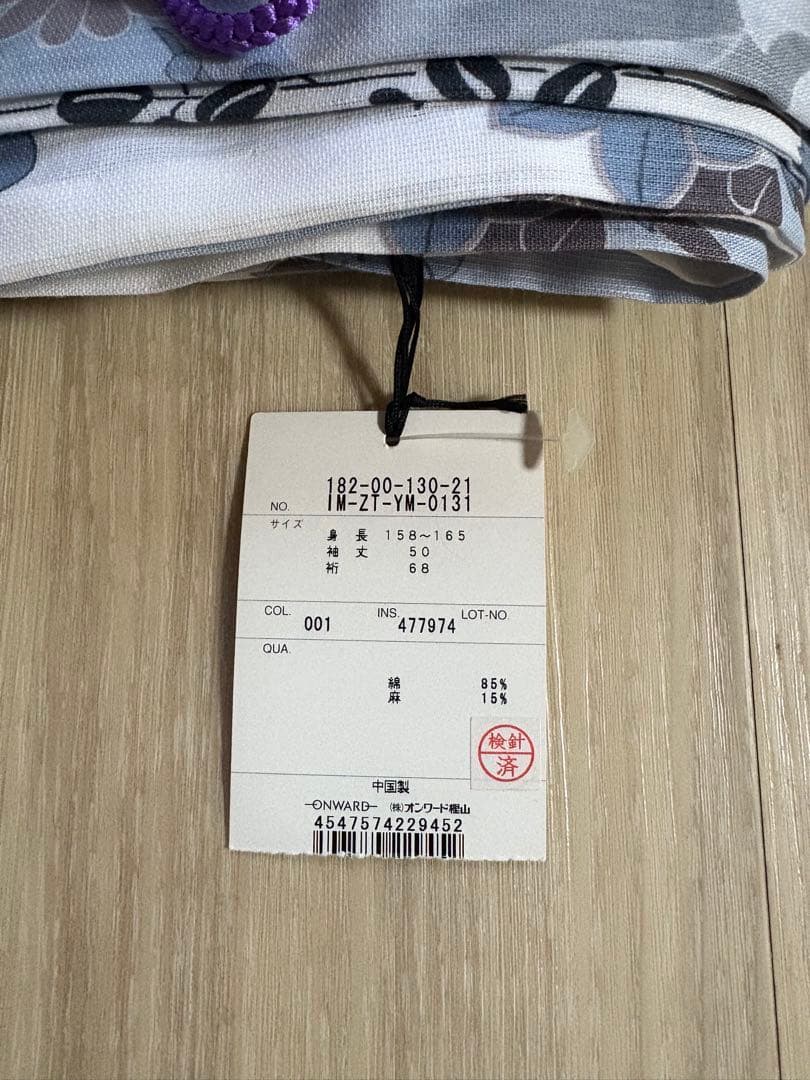 182-00-130-21
NO. IM-ZT-YM-0131
サイズ
身長 158～165
袖丈 50
裄 68
COL. 001 INS. 477974 LOT-NO.
QUA.
綿 85%
麻 15%
検針
済
中国製
ONWARD (株)オンワード樫山
4547574229452